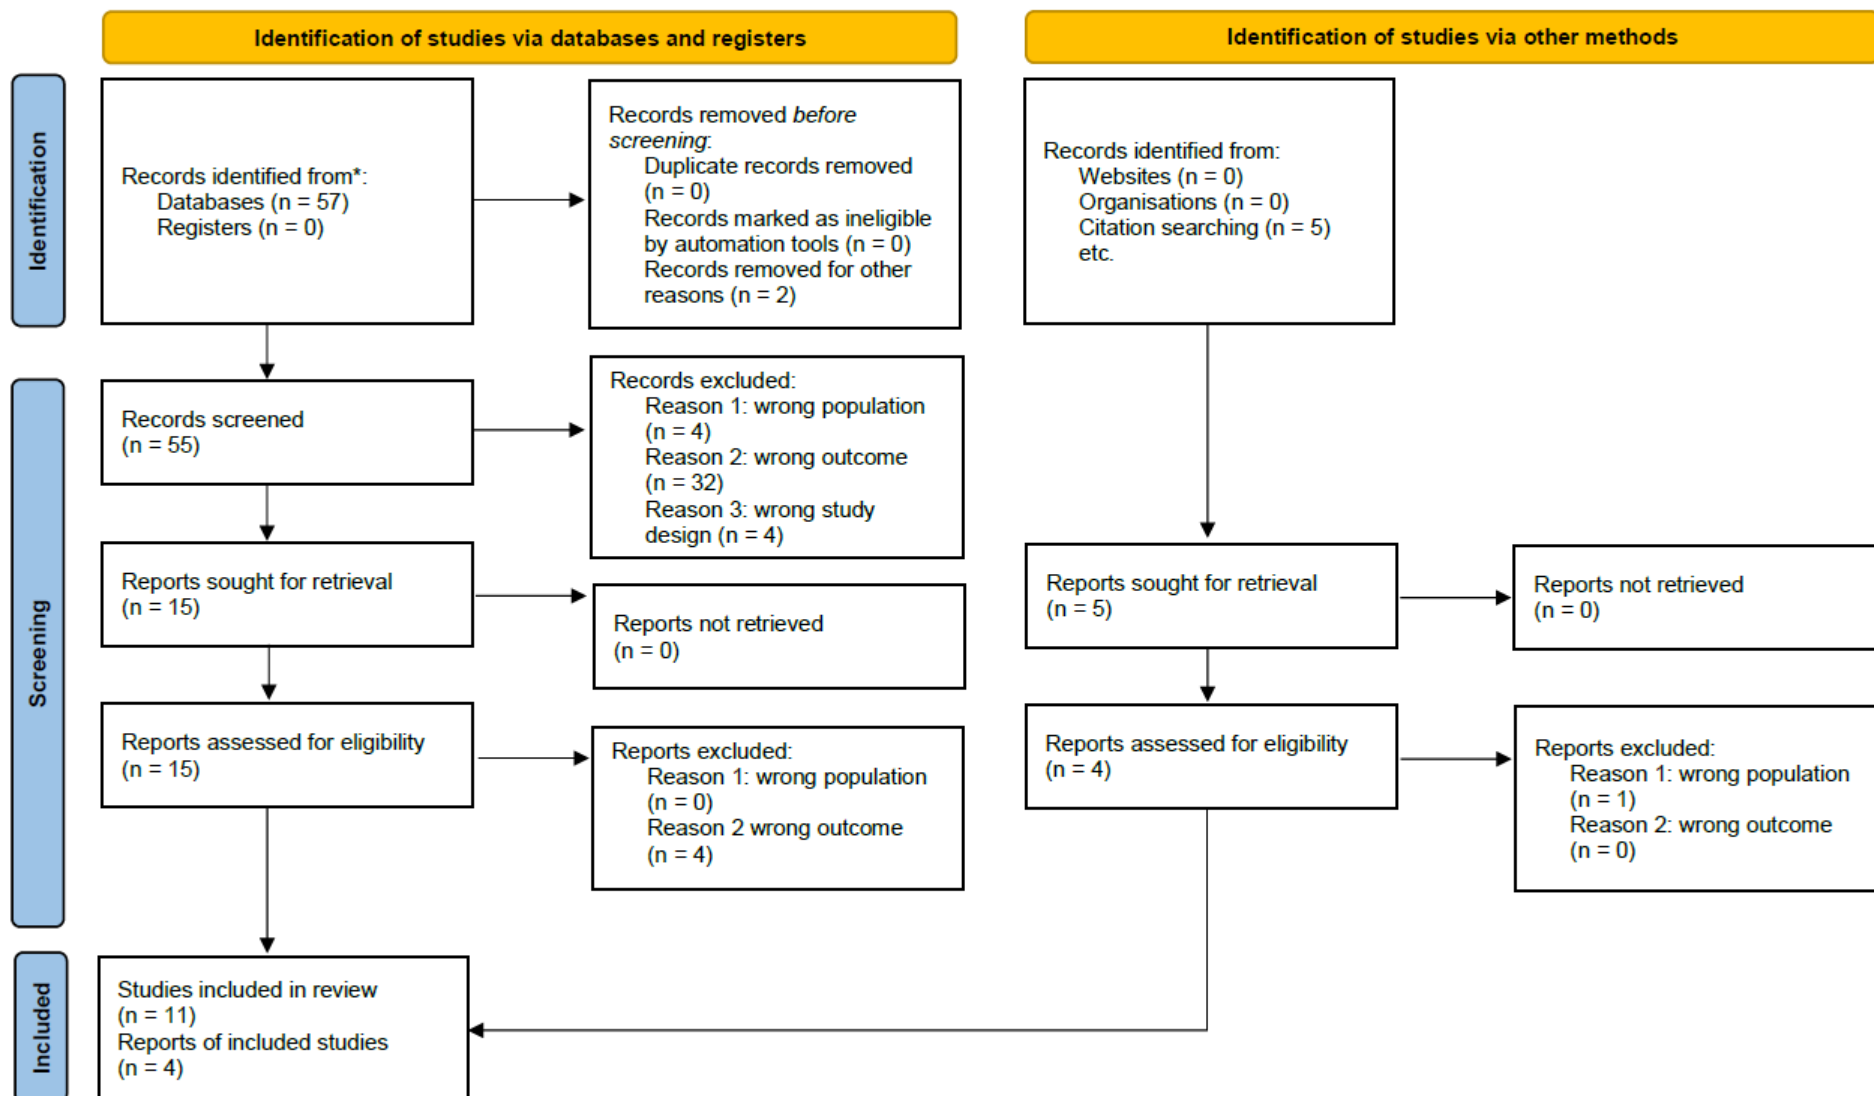 Identification of studies via databases and registers
Identification of studies via other methods
Identification
Records identified from*:
Databases (n = 57)
Registers (n = 0)
Records removed before
screening:
Duplicate records removed
(n = 0)
Records marked as ineligible
by automation tools (n = 0)
Records removed for other
reasons (n = 2)
Records identified from:
Websites (n = 0)
Organisations (n = 0)
Citation searching (n = 5)
etc.
Screening
Records screened
(n = 55)
Records excluded:
Reason 1: wrong population
(n = 4)
Reason 2: wrong outcome
(n = 32)
Reason 3: wrong study
design (n = 4)
Reports sought for retrieval
(n = 15)
Reports not retrieved
(n = 0)
Reports sought for retrieval
(n = 5)
Reports not retrieved
(n = 0)
Reports assessed for eligibility
(n = 15)
Reports excluded:
Reason 1: wrong population
(n = 0)
Reason 2 wrong outcome
(n = 4)
Reports assessed for eligibility
(n = 4)
Reports excluded:
Reason 1: wrong population
(n = 1)
Reason 2: wrong outcome
(n = 0)
Included
Studies included in review
(n = 11)
Reports of included studies
(n = 4)